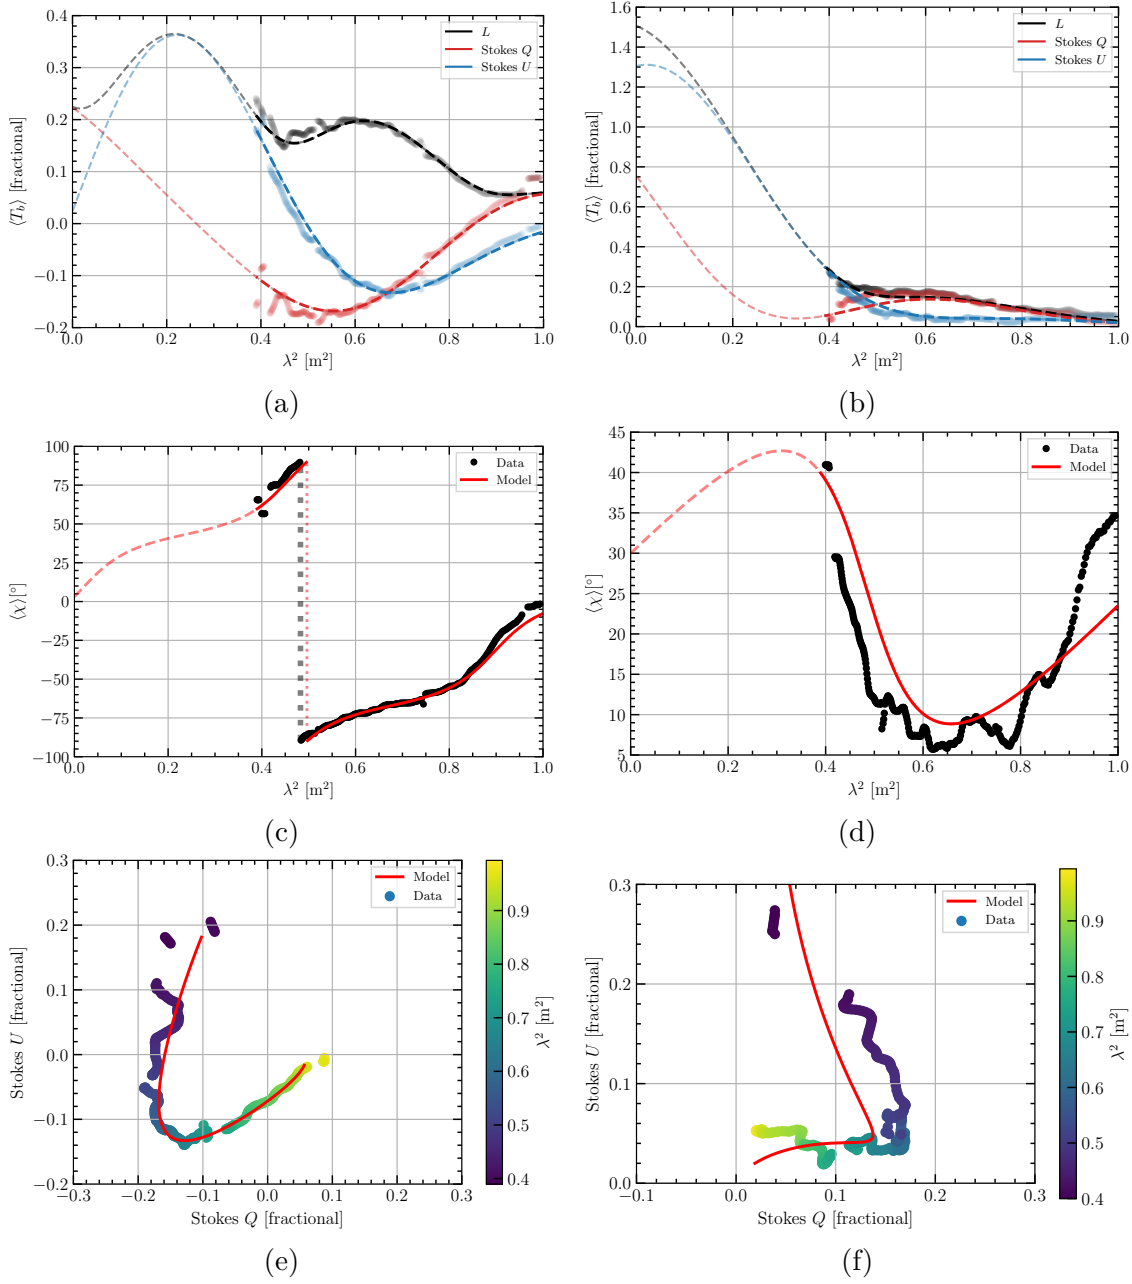 0.4
0.3
0.2
0.1
0.0
−0.1
−0.2
⟨T_b⟩ [fractional]
L
Stokes Q
Stokes U
0.0 0.2 0.4 0.6 0.8 1.0
λ² [m²]
(a)
1.6
1.4
1.2
1.0
0.8
0.6
0.4
0.2
0.0
⟨T_b⟩ [fractional]
L
Stokes Q
Stokes U
0.0 0.2 0.4 0.6 0.8 1.0
λ² [m²]
(b)
100
75
50
25
0
−25
−50
−75
−100
⟨χ⟩[°]
Data
Model
0.0 0.2 0.4 0.6 0.8 1.0
λ² [m²]
(c)
45
40
35
30
25
20
15
10
5
⟨χ⟩[°]
Data
Model
0.0 0.2 0.4 0.6 0.8 1.0
λ² [m²]
(d)
0.3
0.2
0.1
0.0
−0.1
−0.2
Stokes U [fractional]
Model
Data
−0.3 −0.2 −0.1 0.0 0.1 0.2 0.3
Stokes Q [fractional]
0.9
0.8
0.7
0.6
0.5
0.4
λ² [m²]
(e)
0.3
0.2
0.1
0.0
Stokes U [fractional]
Model
Data
−0.1 0.0 0.1 0.2 0.3
Stokes Q [fractional]
0.9
0.8
0.7
0.6
0.5
0.4
λ² [m²]
(f)